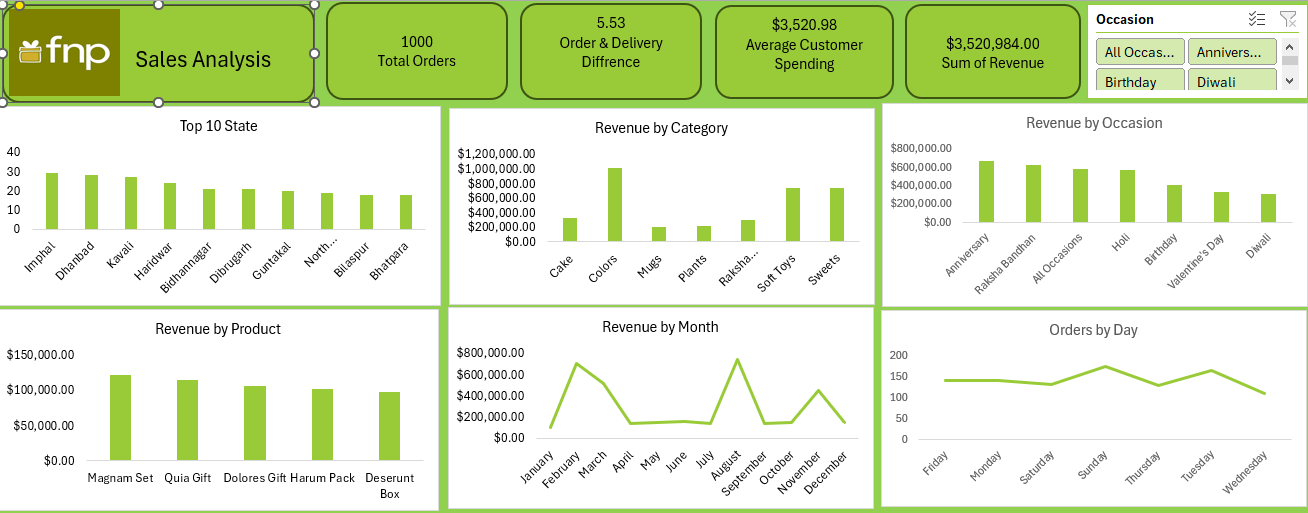 fnp
Sales Analysis
1000
Total Orders
5.53
Order & Delivery
Diffrence
$3,520.98
Average Customer
Spending
$3,520,984.00
Sum of Revenue
Occasion
All Occas...
Annivers...
Birthday
Diwali
Top 10 State
40
30
20
10
0
Imphal
Dhanbad
Kavali
Haridwar
Bidhannagar
Dibrugarh
Guntakal
North...
Bilaspur
Bhatpara
Revenue by Category
$1,200,000.00
$1,000,000.00
$800,000.00
$600,000.00
$400,000.00
$200,000.00
$0.00
Cake
Colors
Mugs
Plants
Raksha...
Soft Toys
Sweets
Revenue by Occasion
$800,000.00
$600,000.00
$400,000.00
$200,000.00
$0.00
Anniversary
Raksha Bandhan
All Occasions
Holi
Birthday
Valentine's Day
Diwali
Revenue by Product
$150,000.00
$100,000.00
$50,000.00
$0.00
Magnam Set
Quia Gift
Dolores Gift
Harum Pack
Deserunt
Box
Revenue by Month
$800,000.00
$600,000.00
$400,000.00
$200,000.00
$0.00
January
February
March
April
May
June
July
August
September
October
November
December
Orders by Day
200
150
100
50
0
Friday
Monday
Saturday
Sunday
Thursday
Tuesday
Wednesday